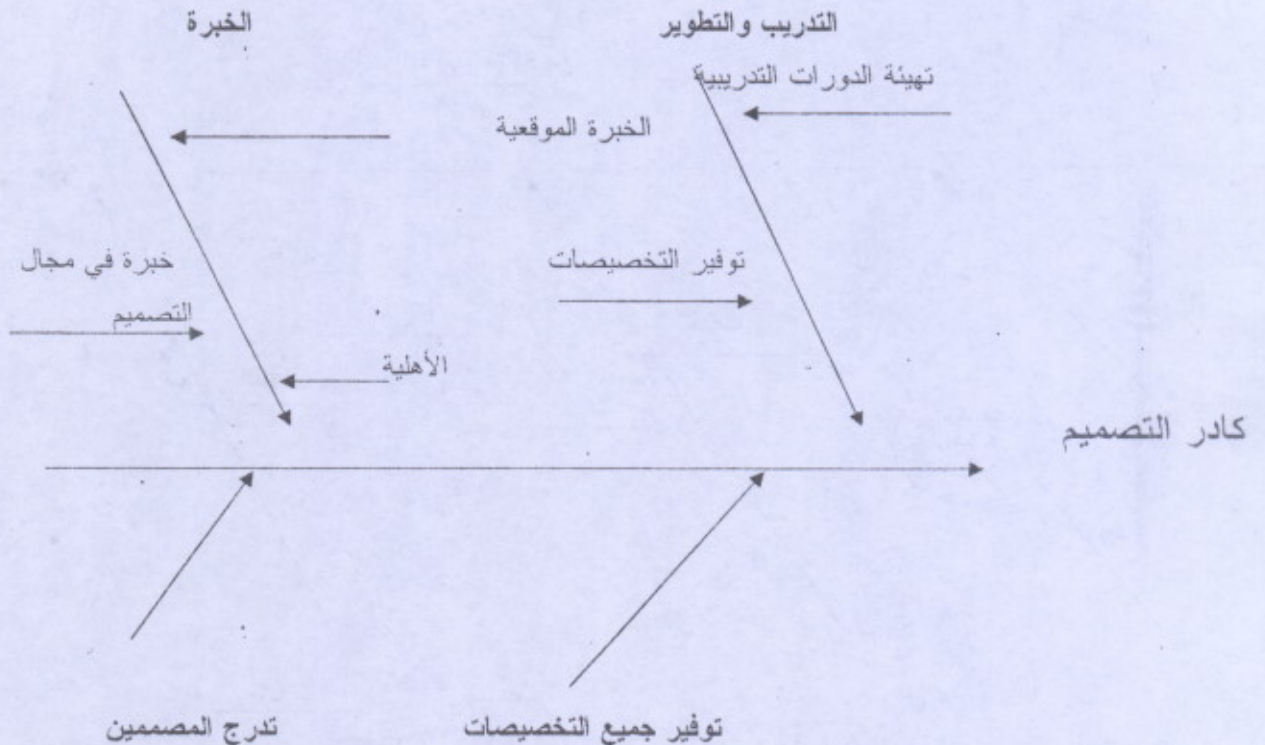 التدريب والتطوير
الخبرة
تهيئة الدورات التدريبية
الخبرة الموقعية
توفير التخصيصات
خبرة في مجال
التصميم
الأهلية
كادر التصميم
توفير جميع التخصيصات
تدرج المصممين